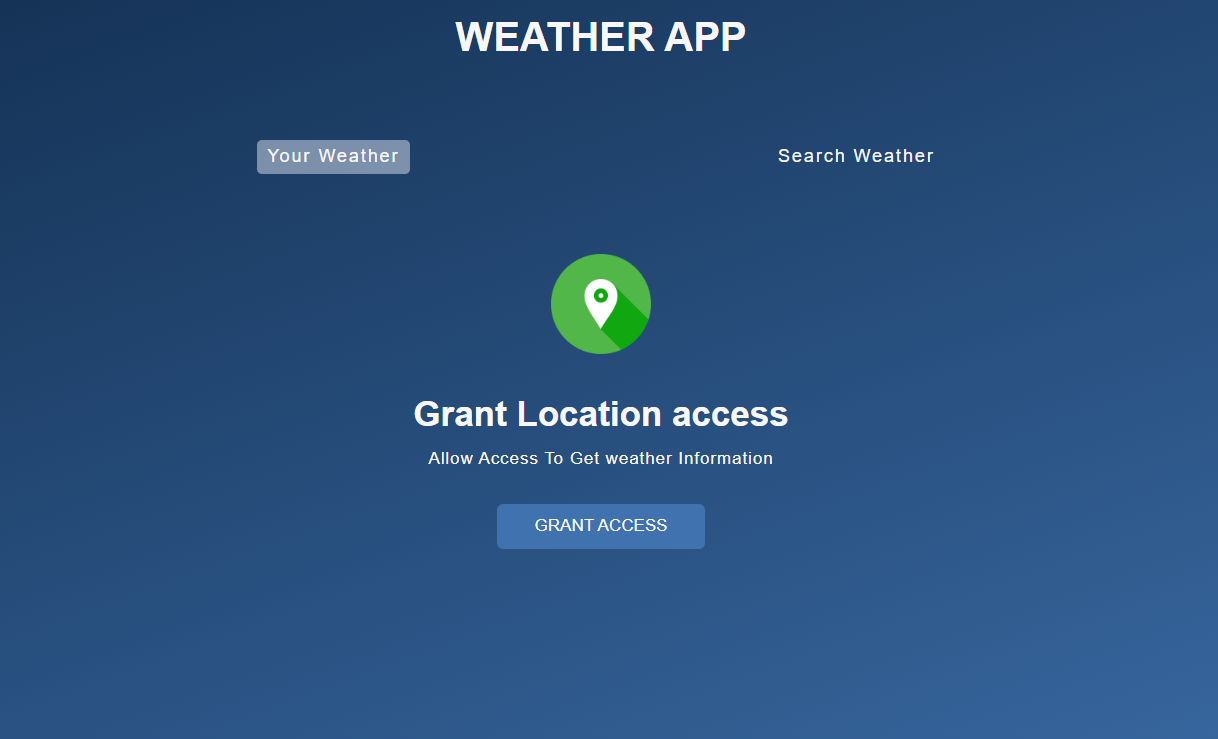 WEATHER APP
Your Weather
Search Weather
Grant Location access
Allow Access To Get weather Information
GRANT ACCESS